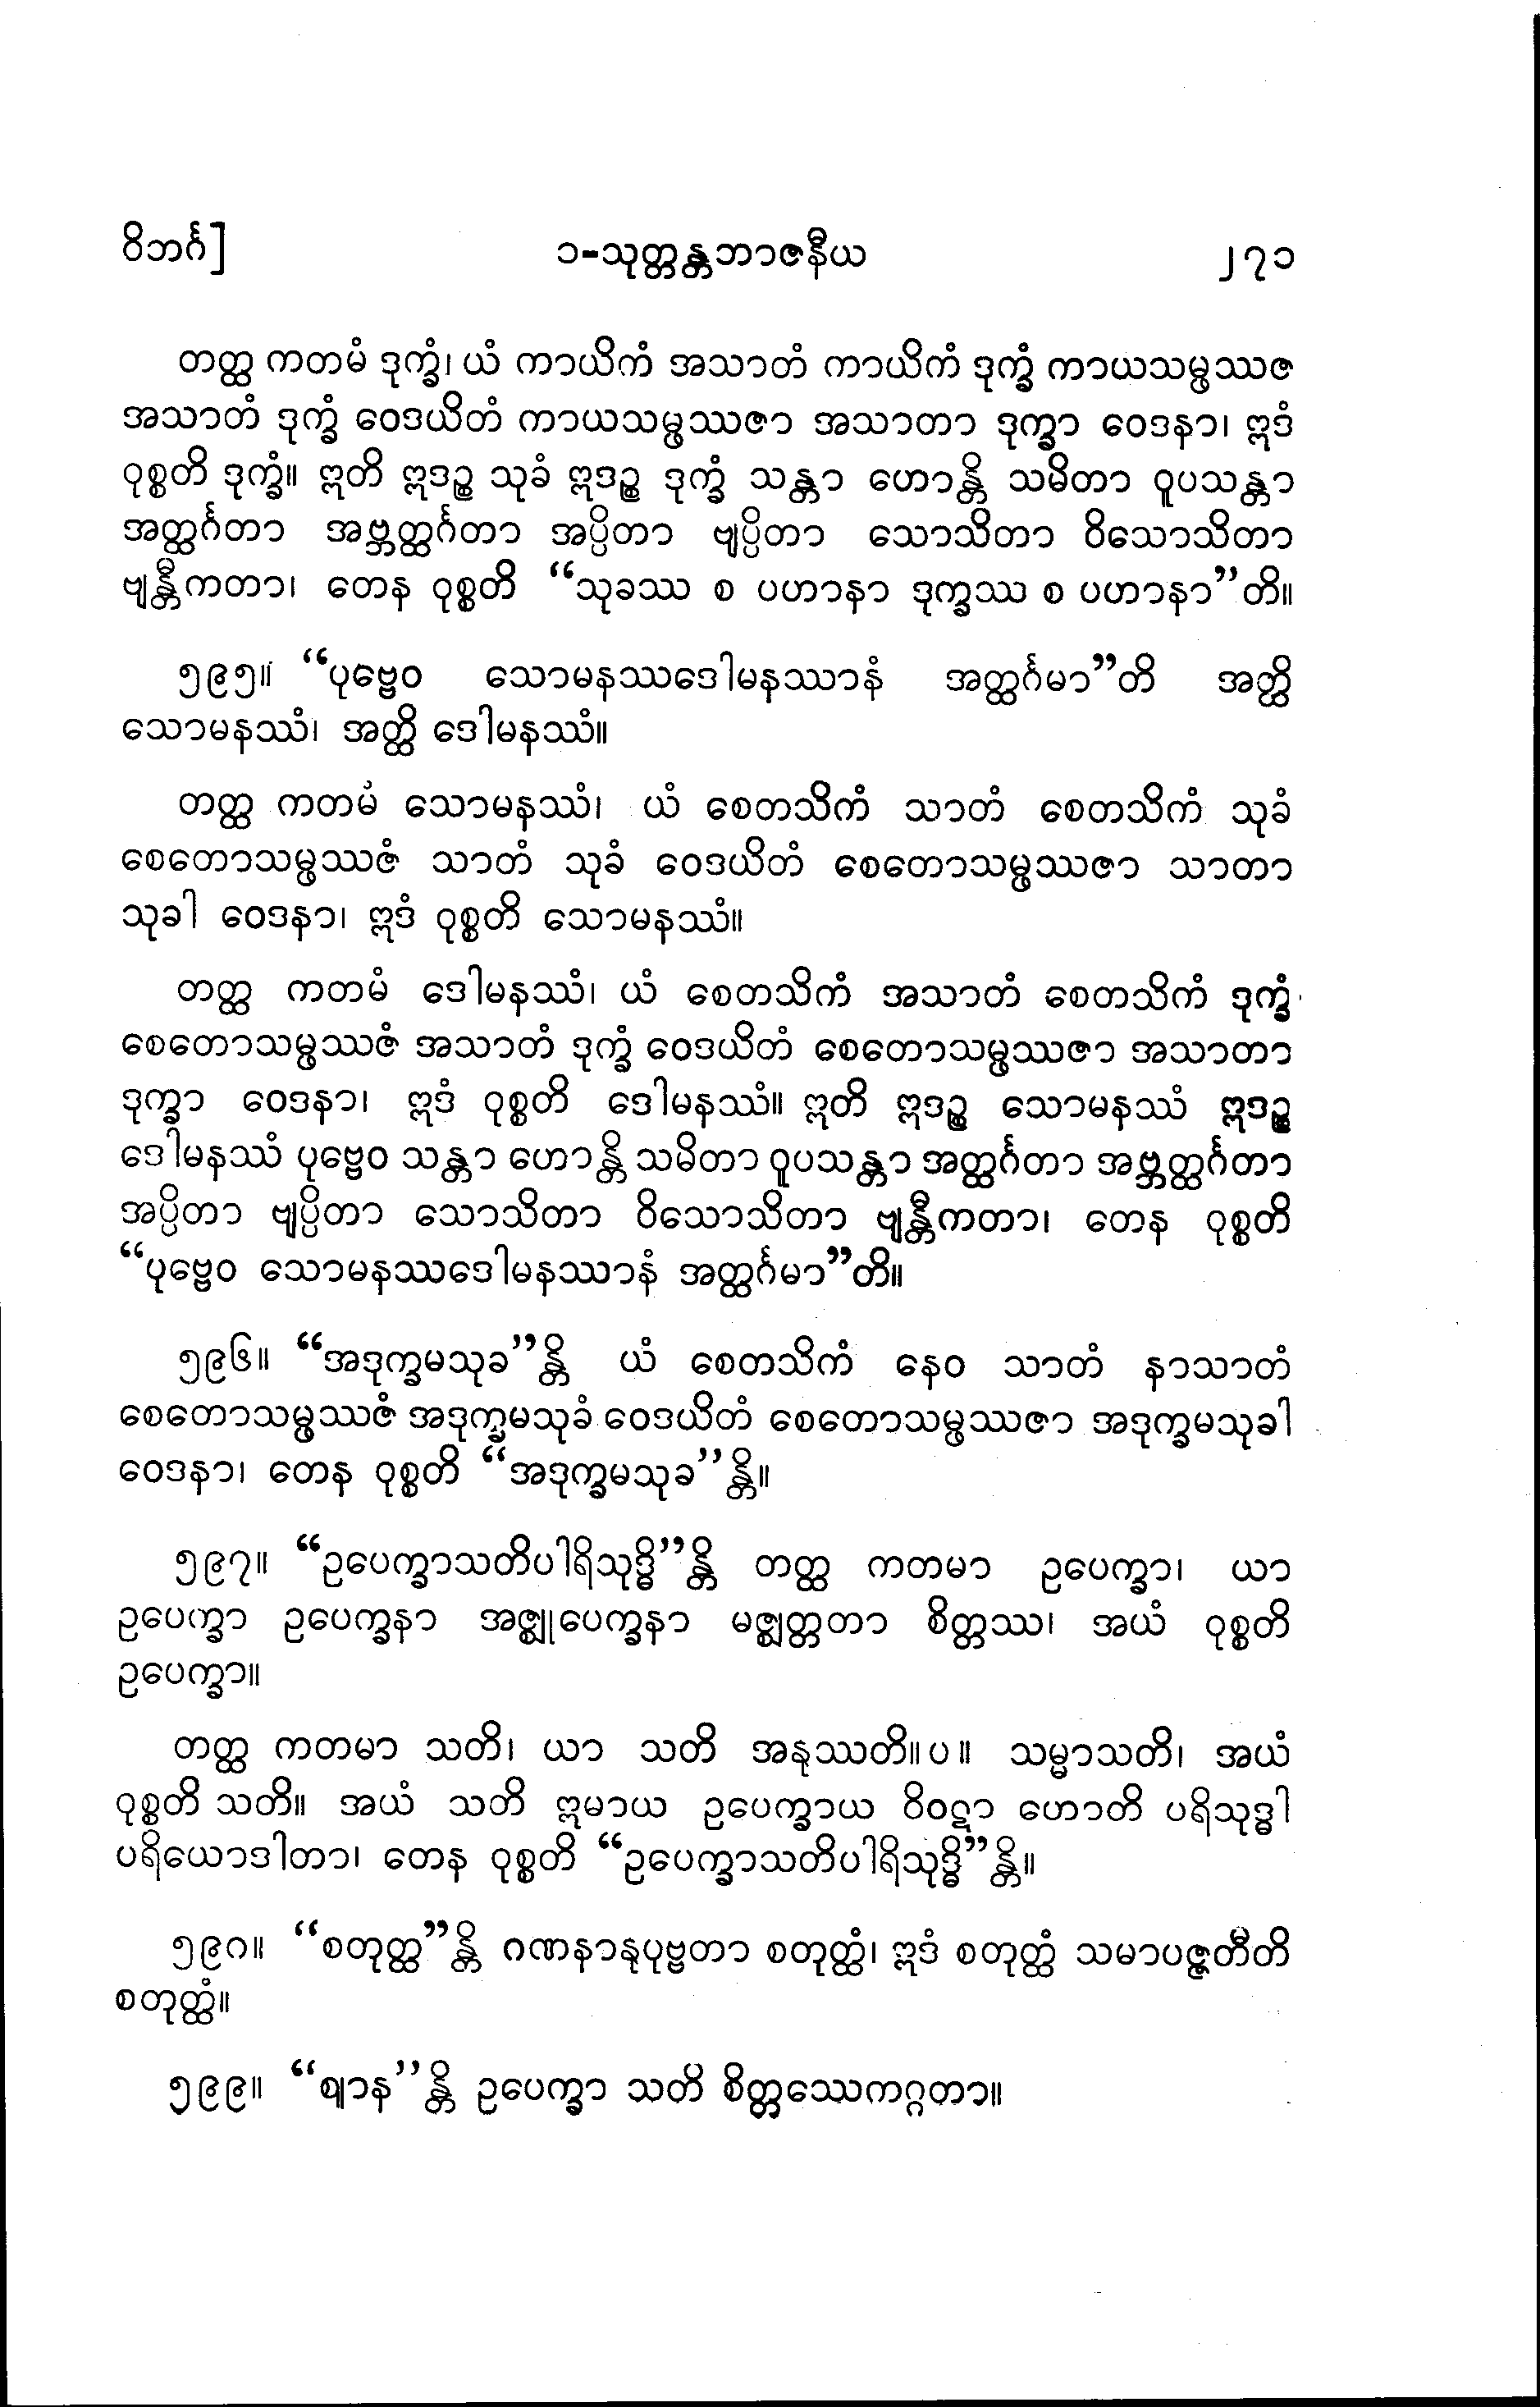 ဝိဘင်္ဂ] ၁-သုတ္တန္တဘာဇနီယ ၂၇၁
တတ္ထ ကတမံ ဒုက္ခံ၊ ယံ ကာယိကံ အသာတံ ကာယိကံ ဒုက္ခံ ကာယသမ္ဖဿဇ
အသာတံ ဒုက္ခံ ဝေဒယိတံ ကာယသမ္ဖဿဇာ အသာတာ ဒုက္ခာ ဝေဒနာ၊ ဣဒံ
ဝုစ္စတိ ဒုက္ခံ။ ဣတိ ဣဒဉ္စ သုခံ ဣဒဉ္စ ဒုက္ခံ သန္တာ ဟောန္တိ သမိတာ ဝူပသန္တာ
အတ္ထင်္ဂတာ အဗ္ဘတ္ထင်္ဂတာ အပ္ပိတာ ဗျပ္ပိတာ သောသိတာ ဝိသောသိတာ
ဗျန္တီကတာ၊ တေန ဝုစ္စတိ “သုခဿ စ ပဟာနာ ဒုက္ခဿ စ ပဟာနာ”တိ။
၅၉၅။ “ပုဗ္ဗေဝ သောမနဿဒေါမနဿာနံ အတ္ထင်္ဂမာ”တိ အတ္ထိ
သောမနဿံ၊ အတ္ထိ ဒေါမနဿံ။
တတ္ထ ကတမံ သောမနဿံ၊ ယံ စေတသိကံ သာတံ စေတသိကံ သုခံ
စေတောသမ္ဖဿဇံ သာတံ သုခံ ဝေဒယိတံ စေတောသမ္ဖဿဇာ သာတာ
သုခါ ဝေဒနာ၊ ဣဒံ ဝုစ္စတိ သောမနဿံ။
တတ္ထ ကတမံ ဒေါမနဿံ၊ ယံ စေတသိကံ အသာတံ စေတသိကံ ဒုက္ခံ
စေတောသမ္ဖဿဇံ အသာတံ ဒုက္ခံ ဝေဒယိတံ စေတောသမ္ဖဿဇာ အသာတာ
ဒုက္ခာ ဝေဒနာ၊ ဣဒံ ဝုစ္စတိ ဒေါမနဿံ။ ဣတိ ဣဒဉ္စ သောမနဿံ ဣဒဉ္စ
ဒေါမနဿံ ပုဗ္ဗေဝ သန္တာ ဟောန္တိ သမိတာ ဝူပသန္တာ အတ္ထင်္ဂတာ အဗ္ဘတ္ထင်္ဂတာ
အပ္ပိတာ ဗျပ္ပိတာ သောသိတာ ဝိသောသိတာ ဗျန္တီကတာ၊ တေန ဝုစ္စတိ
“ပုဗ္ဗေဝ သောမနဿဒေါမနဿာနံ အတ္ထင်္ဂမာ”တိ။
၅၉၆။ “အဒုက္ခမသုခ”န္တိ ယံ စေတသိကံ နေဝ သာတံ နာသာတံ
စေတောသမ္ဖဿဇံ အဒုက္ခမသုခံ ဝေဒယိတံ စေတောသမ္ဖဿဇာ အဒုက္ခမသုခါ
ဝေဒနာ၊ တေန ဝုစ္စတိ “အဒုက္ခမသုခ”န္တိ။
၅၉၇။ “ဥပေက္ခာသတိပါရိသုဒ္ဓိ”န္တိ တတ္ထ ကတမာ ဥပေက္ခာ၊ ယာ
ဥပေက္ခာ ဥပေက္ခနာ အဇ္ဈုပေက္ခနာ မဇ္ဈတ္တတာ စိတ္တဿ၊ အယံ ဝုစ္စတိ
ဥပေက္ခာ။
တတ္ထ ကတမာ သတိ၊ ယာ သတိ အနုဿတိ။ပ။ သမ္မာသတိ၊ အယံ
ဝုစ္စတိ သတိ။ အယံ သတိ ဣမာယ ဥပေက္ခာယ ဝိဝဋာ ဟောတိ ပရိသုဒ္ဓါ
ပရိယောဒါတာ၊ တေန ဝုစ္စတိ “ဥပေက္ခာသတိပါရိသုဒ္ဓိ”န္တိ။
၅၉၈။ “စတုတ္ထ”န္တိ ဂဏနာနုပုဗ္ဗတာ စတုတ္ထံ၊ ဣဒံ စတုတ္ထံ သမာပဇ္ဇတီတိ
စတုတ္ထံ။
၅၉၉။ “ဈာန”န္တိ ဥပေက္ခာ သတိ စိတ္တဿေကဂ္ဂတာ။